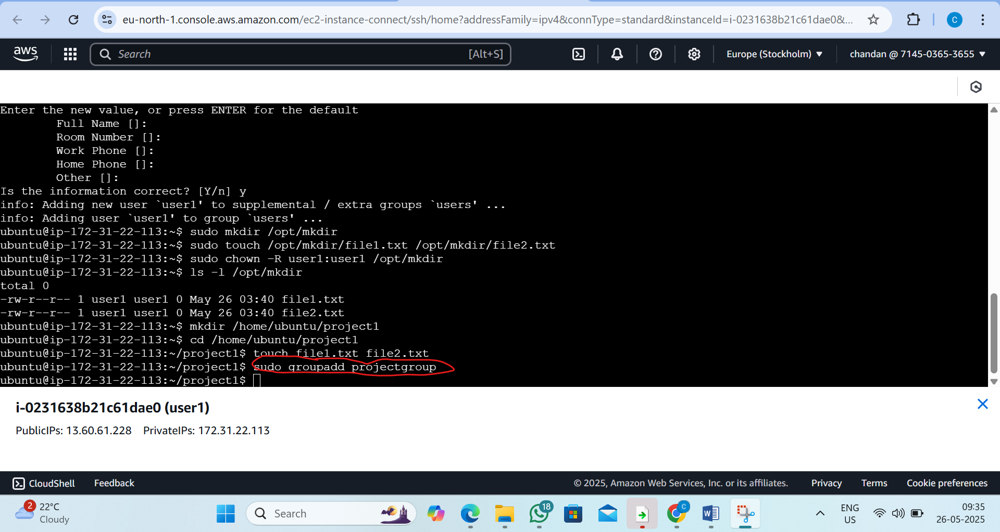 eu-north-1.console.aws.amazon.com/ec2-instance-connect/ssh/home?addressFamily=ipv4&connType=standard&instanceId=i-0231638b21c61dae0&...
C
aws
Search [Alt+S]
Europe (Stockholm) ▼
chandan @ 7145-0365-3655 ▼
Enter the new value, or press ENTER for the default
Full Name []:
Room Number []:
Work Phone []:
Home Phone []:
Other []:
Is the information correct? [Y/n] y
info: Adding new user `user1' to supplemental / extra groups `users' ...
info: Adding user `user1' to group `users' ...
ubuntu@ip-172-31-22-113:~$ sudo mkdir /opt/mkdir
ubuntu@ip-172-31-22-113:~$ sudo touch /opt/mkdir/file1.txt /opt/mkdir/file2.txt
ubuntu@ip-172-31-22-113:~$ sudo chown -R user1:user1 /opt/mkdir
ubuntu@ip-172-31-22-113:~$ ls -l /opt/mkdir
total 0
-rw-r--r-- 1 user1 user1 0 May 26 03:40 file1.txt
-rw-r--r-- 1 user1 user1 0 May 26 03:40 file2.txt
ubuntu@ip-172-31-22-113:~$ mkdir /home/ubuntu/project1
ubuntu@ip-172-31-22-113:~$ cd /home/ubuntu/project1
ubuntu@ip-172-31-22-113:~/project1$ touch file1.txt file2.txt
ubuntu@ip-172-31-22-113:~/project1$ sudo groupadd projectgroup
ubuntu@ip-172-31-22-113:~/project1$
i-0231638b21c61dae0 (user1)
PublicIPs: 13.60.61.228 PrivateIPs: 172.31.22.113
CloudShell Feedback
© 2025, Amazon Web Services, Inc. or its affiliates. Privacy Terms Cookie preferences
2
22°C
Cloudy
Search
18
C
W
ENG
US
09:35
26-05-2025